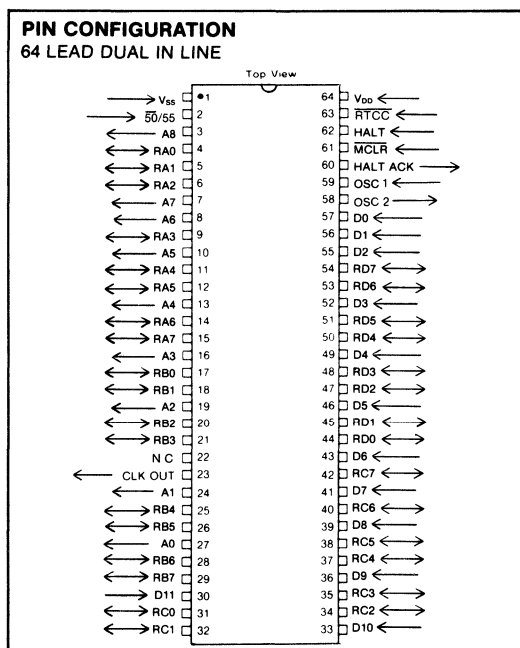 PIN CONFIGURATION
64 LEAD DUAL IN LINE
Top View
VSS 1 64 VDD
50/55 2 63 RTCC
A8 3 62 HALT
RA0 4 61 MCLR
RA1 5 60 HALT ACK
RA2 6 59 OSC 1
A7 7 58 OSC 2
A6 8 57 D0
RA3 9 56 D1
A5 10 55 D2
RA4 11 54 RD7
RA5 12 53 RD6
A4 13 52 D3
RA6 14 51 RD5
RA7 15 50 RD4
A3 16 49 D4
RB0 17 48 RD3
RB1 18 47 RD2
A2 19 46 D5
RB2 20 45 RD1
RB3 21 44 RD0
N C 22 43 D6
CLK OUT 23 42 RC7
A1 24 41 D7
RB4 25 40 RC6
RB5 26 39 D8
A0 27 38 RC5
RB6 28 37 RC4
RB7 29 36 D9
D11 30 35 RC3
RC0 31 34 RC2
RC1 32 33 D10